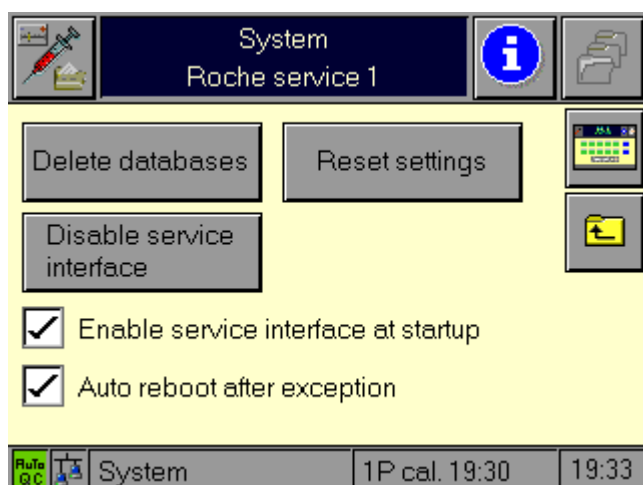 System
Roche service 1
i
Delete databases
Reset settings
Disable service
interface
Enable service interface at startup
Auto reboot after exception
AuTo
QC
System
1P cal. 19:30
19:33